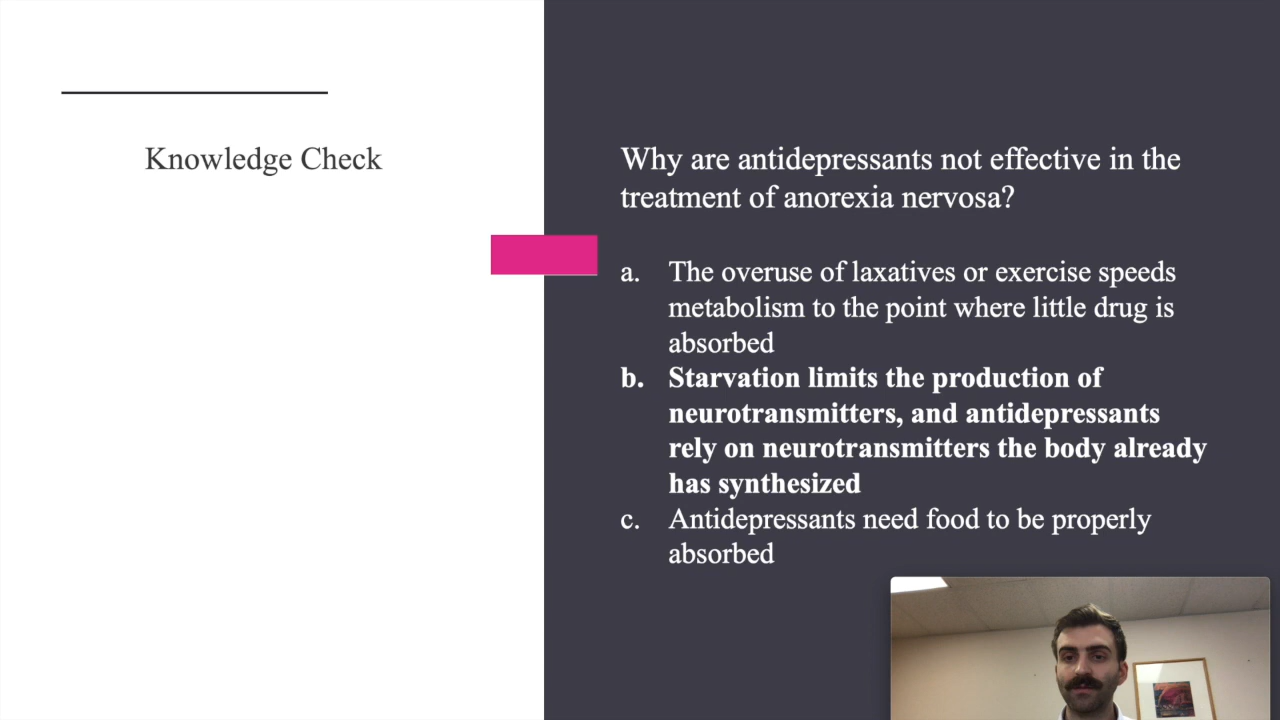 Knowledge Check
Why are antidepressants not effective in the
treatment of anorexia nervosa?
a. The overuse of laxatives or exercise speeds
metabolism to the point where little drug is
absorbed
b. Starvation limits the production of
neurotransmitters, and antidepressants
rely on neurotransmitters the body already
has synthesized
c. Antidepressants need food to be properly
absorbed